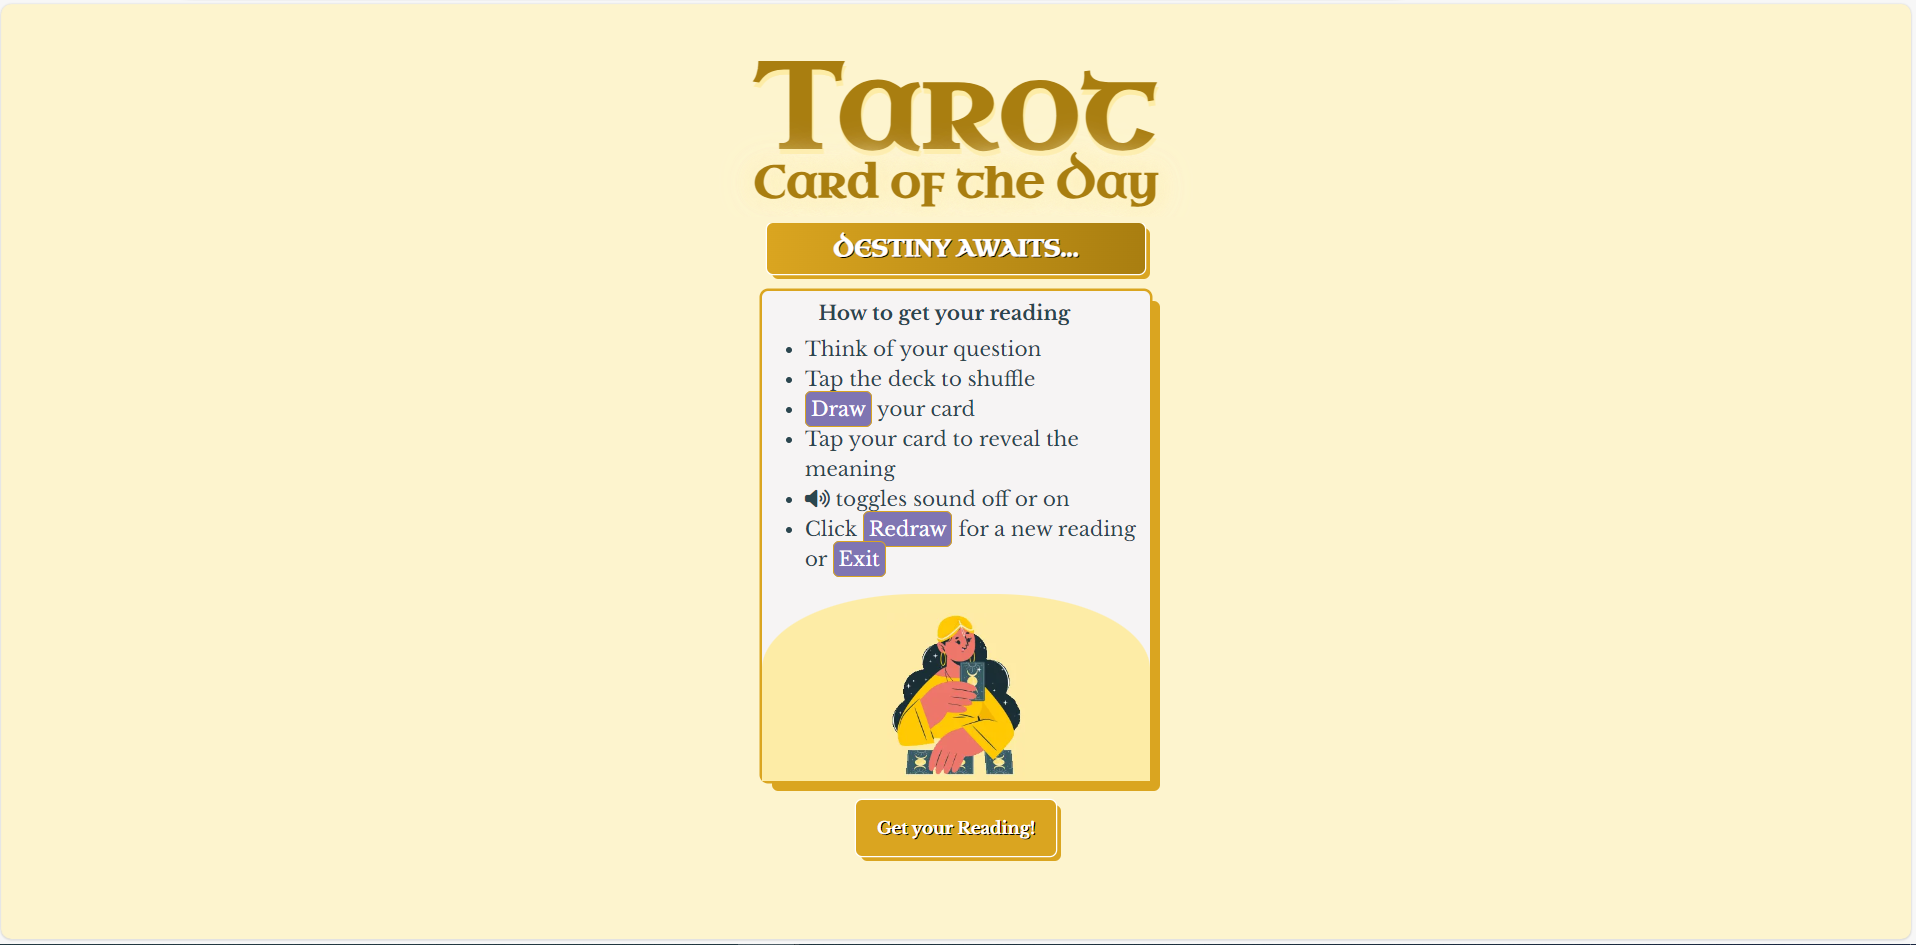 Tarot
Card of the Day
DESTINY AWAITS...
How to get your reading
Think of your question
Tap the deck to shuffle
Draw your card
Tap your card to reveal the
meaning
toggles sound off or on
Click Redraw for a new reading
or Exit
Get your Reading!